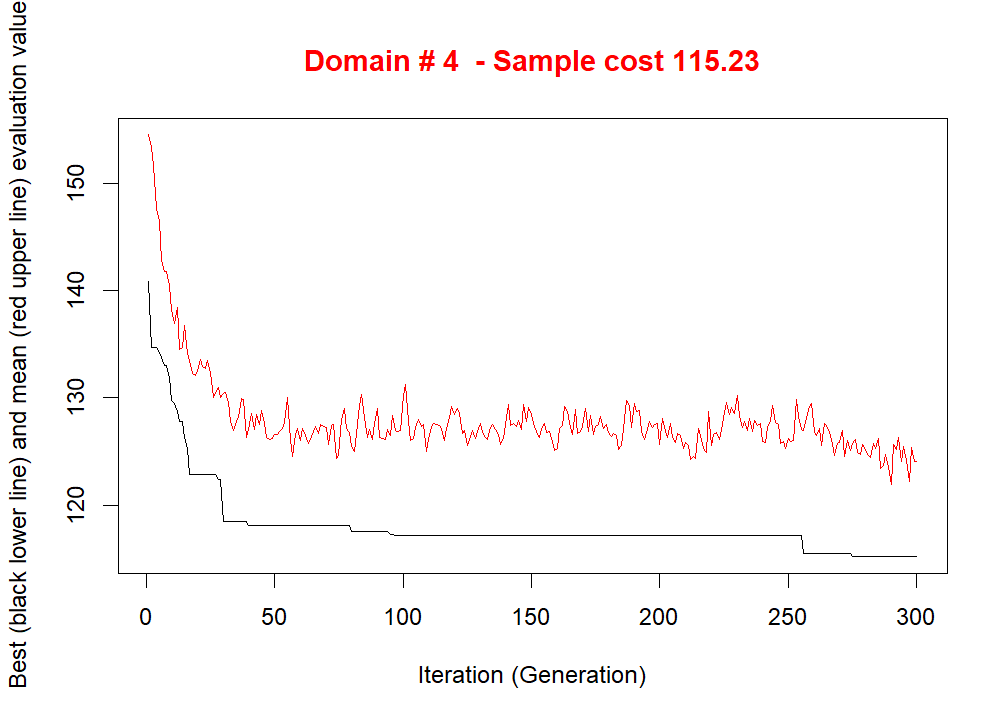 Domain # 4  - Sample cost 115.23
Best (black lower line) and mean (red upper line) evaluation value
150
140
130
120
0 50 100 150 200 250 300
Iteration (Generation)